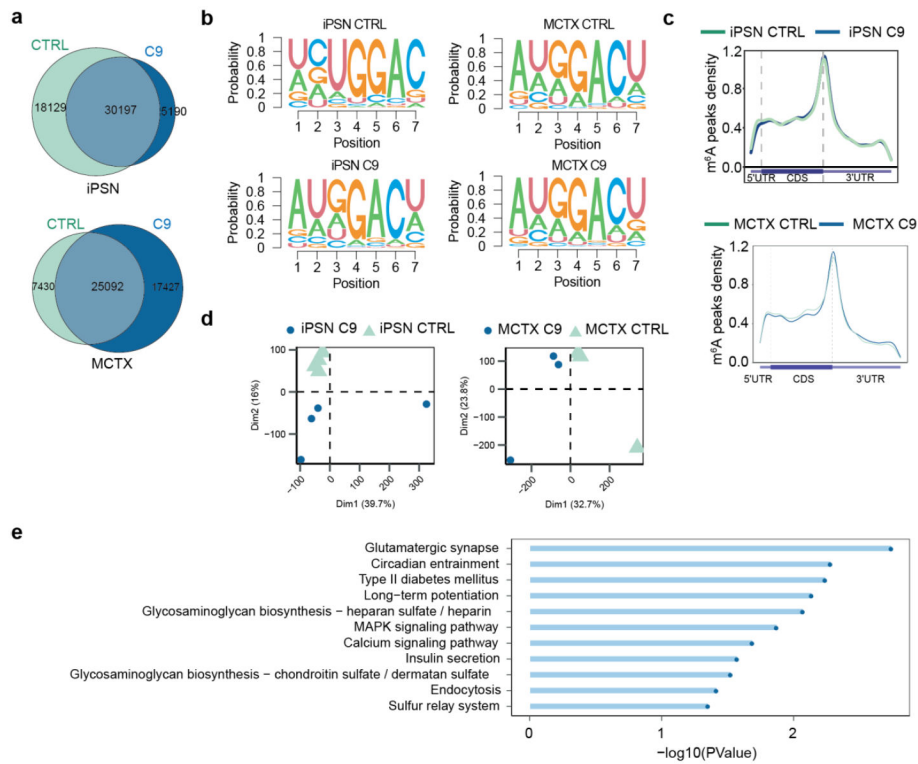 a
CTRL
C9
18129
30197
5190
iPSN
CTRL
C9
7430
25092
17427
MCTX
b
iPSN CTRL
Probability
1
0.8
0.6
0.4
0.2
0
1 2 3 4 5 6 7
Position
MCTX CTRL
Probability
1
0.8
0.6
0.4
0.2
0
1 2 3 4 5 6 7
Position
iPSN C9
Probability
1
0.8
0.6
0.4
0.2
0
1 2 3 4 5 6 7
Position
MCTX C9
Probability
1
0.8
0.6
0.4
0.2
0
1 2 3 4 5 6 7
Position
c
iPSN CTRL iPSN C9
m⁶A peaks density
1.2
0.8
0.4
0.0
5'UTR CDS 3'UTR
MCTX CTRL MCTX C9
m⁶A peaks density
1.2
0.8
0.4
0.0
5'UTR CDS 3'UTR
d
iPSN C9 iPSN CTRL
Dim2 (16%)
100
0
−100
−100 0 100 200 300
Dim1 (39.7%)
MCTX C9 MCTX CTRL
Dim2 (23.8%)
100
0
−100
−200
−200 0 200
Dim1 (32.7%)
e
Glutamatergic synapse
Circadian entrainment
Type II diabetes mellitus
Long−term potentiation
Glycosaminoglycan biosynthesis − heparan sulfate / heparin
MAPK signaling pathway
Calcium signaling pathway
Insulin secretion
Glycosaminoglycan biosynthesis − chondroitin sulfate / dermatan sulfate
Endocytosis
Sulfur relay system
0 1 2
−log10(PValue)